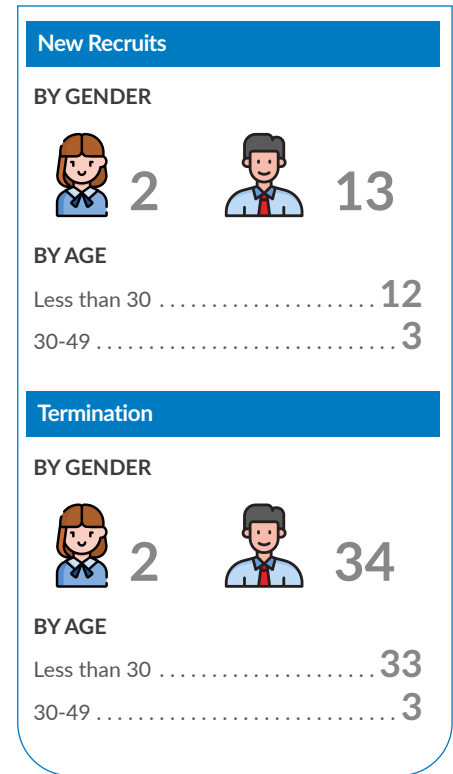 New Recruits
BY GENDER
2 13
BY AGE
Less than 30 ..................... 12
30-49 ............................. 3
Termination
BY GENDER
2 34
BY AGE
Less than 30 ..................... 33
30-49 ............................. 3